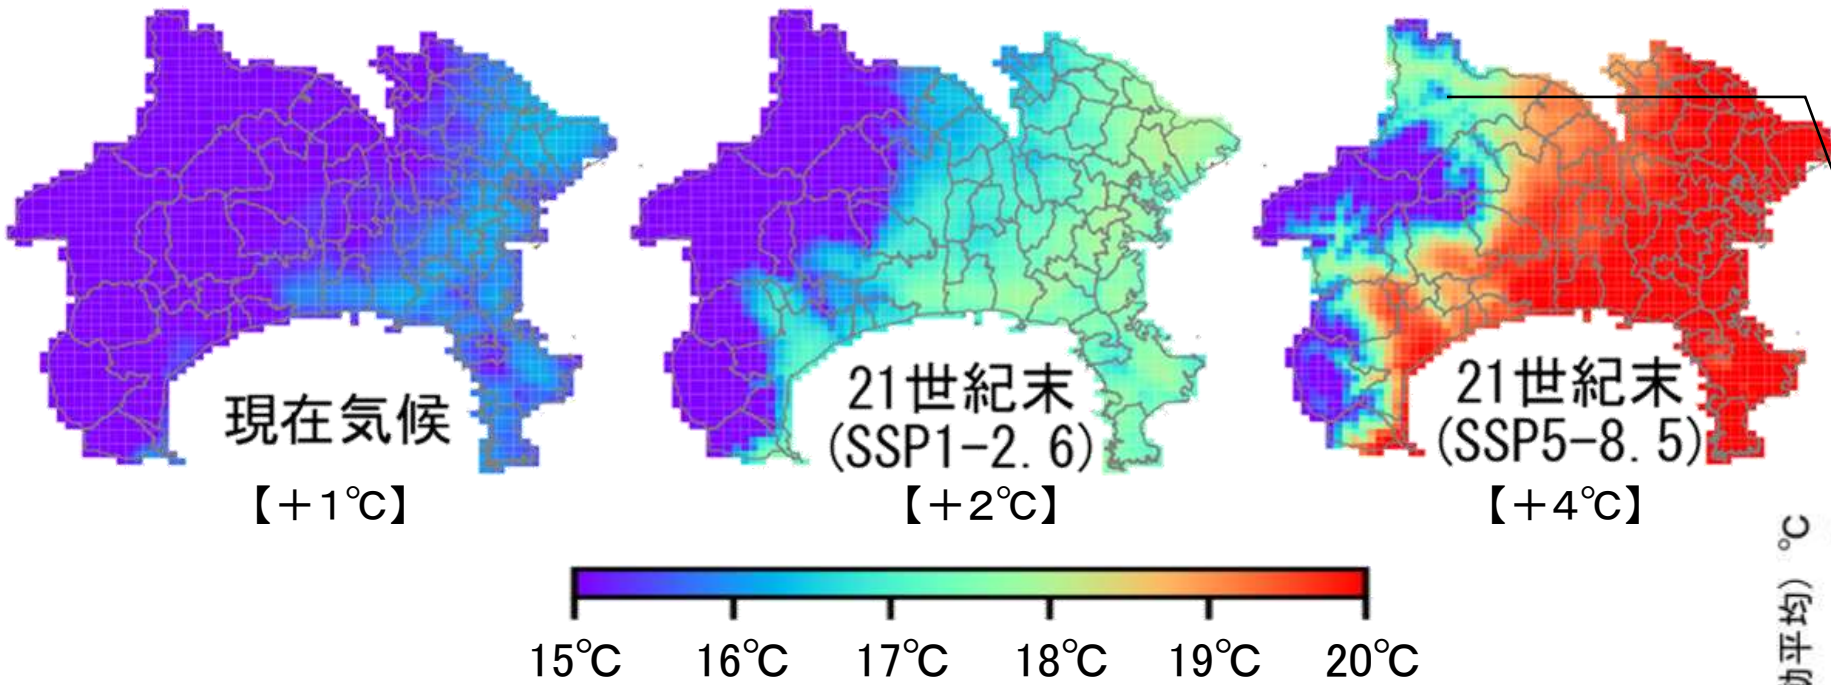 現在気候
【＋1℃】
21世紀末
(SSP1-2.6)
【＋2℃】
21世紀末
(SSP5-8.5)
【＋4℃】
15℃ 16℃ 17℃ 18℃ 19℃ 20℃
動平均) ℃